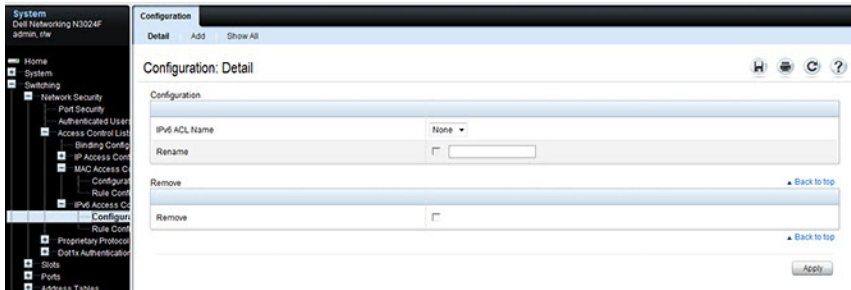 System
Dell Networking N3024F
admin, r/w
Home
System
Switching
Network Security
Port Security
Authenticated User
Access Control List
Binding Config
IP Access Cont
MAC Access C
Configurat
Rule Conf
IPv6 Access Co
Configura
Rule Conf
Proprietary Protocol
Dot1x Authentication
Slots
Ports
Address Tables
Configuration
Detail Add Show All
Configuration: Detail
Configuration
IPv6 ACL Name None
Rename
Remove Back to top
Remove
Back to top
Apply